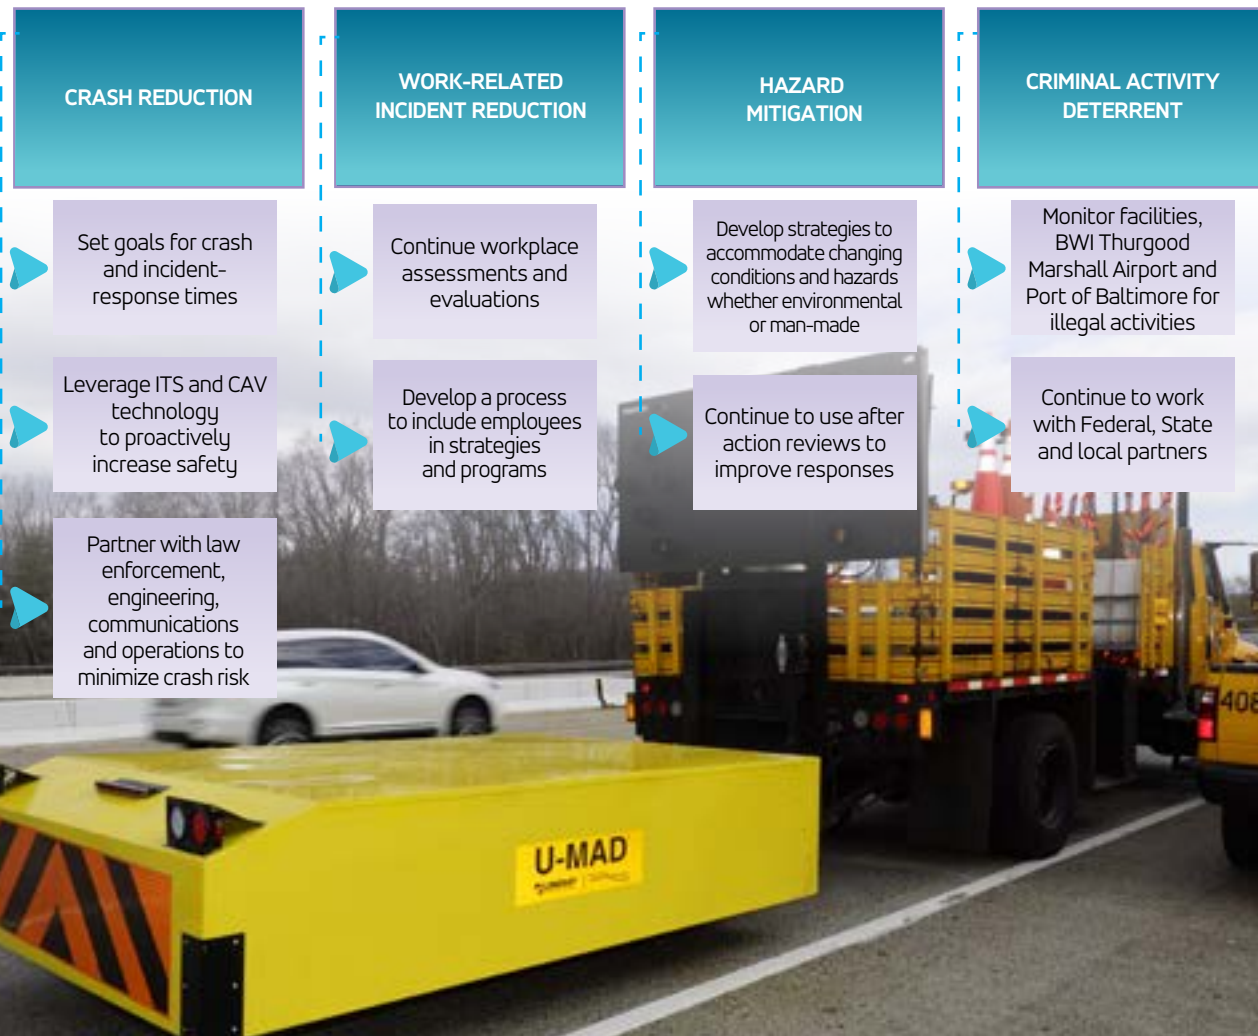 CRASH REDUCTION
Set goals for crash
and incident-
response times
Leverage ITS and CAV
technology
to proactively
increase safety
Partner with law
enforcement,
engineering,
communications
and operations to
minimize crash risk
WORK-RELATED
INCIDENT REDUCTION
Continue workplace
assessments and
evaluations
Develop a process
to include employees
in strategies
and programs
HAZARD
MITIGATION
Develop strategies to
accommodate changing
conditions and hazards
whether environmental
or man-made
Continue to use after
action reviews to
improve responses
CRIMINAL ACTIVITY
DETERRENT
Monitor facilities,
BWI Thurgood
Marshall Airport and
Port of Baltimore for
illegal activities
Continue to work
with Federal, State
and local partners
408
U-MAD